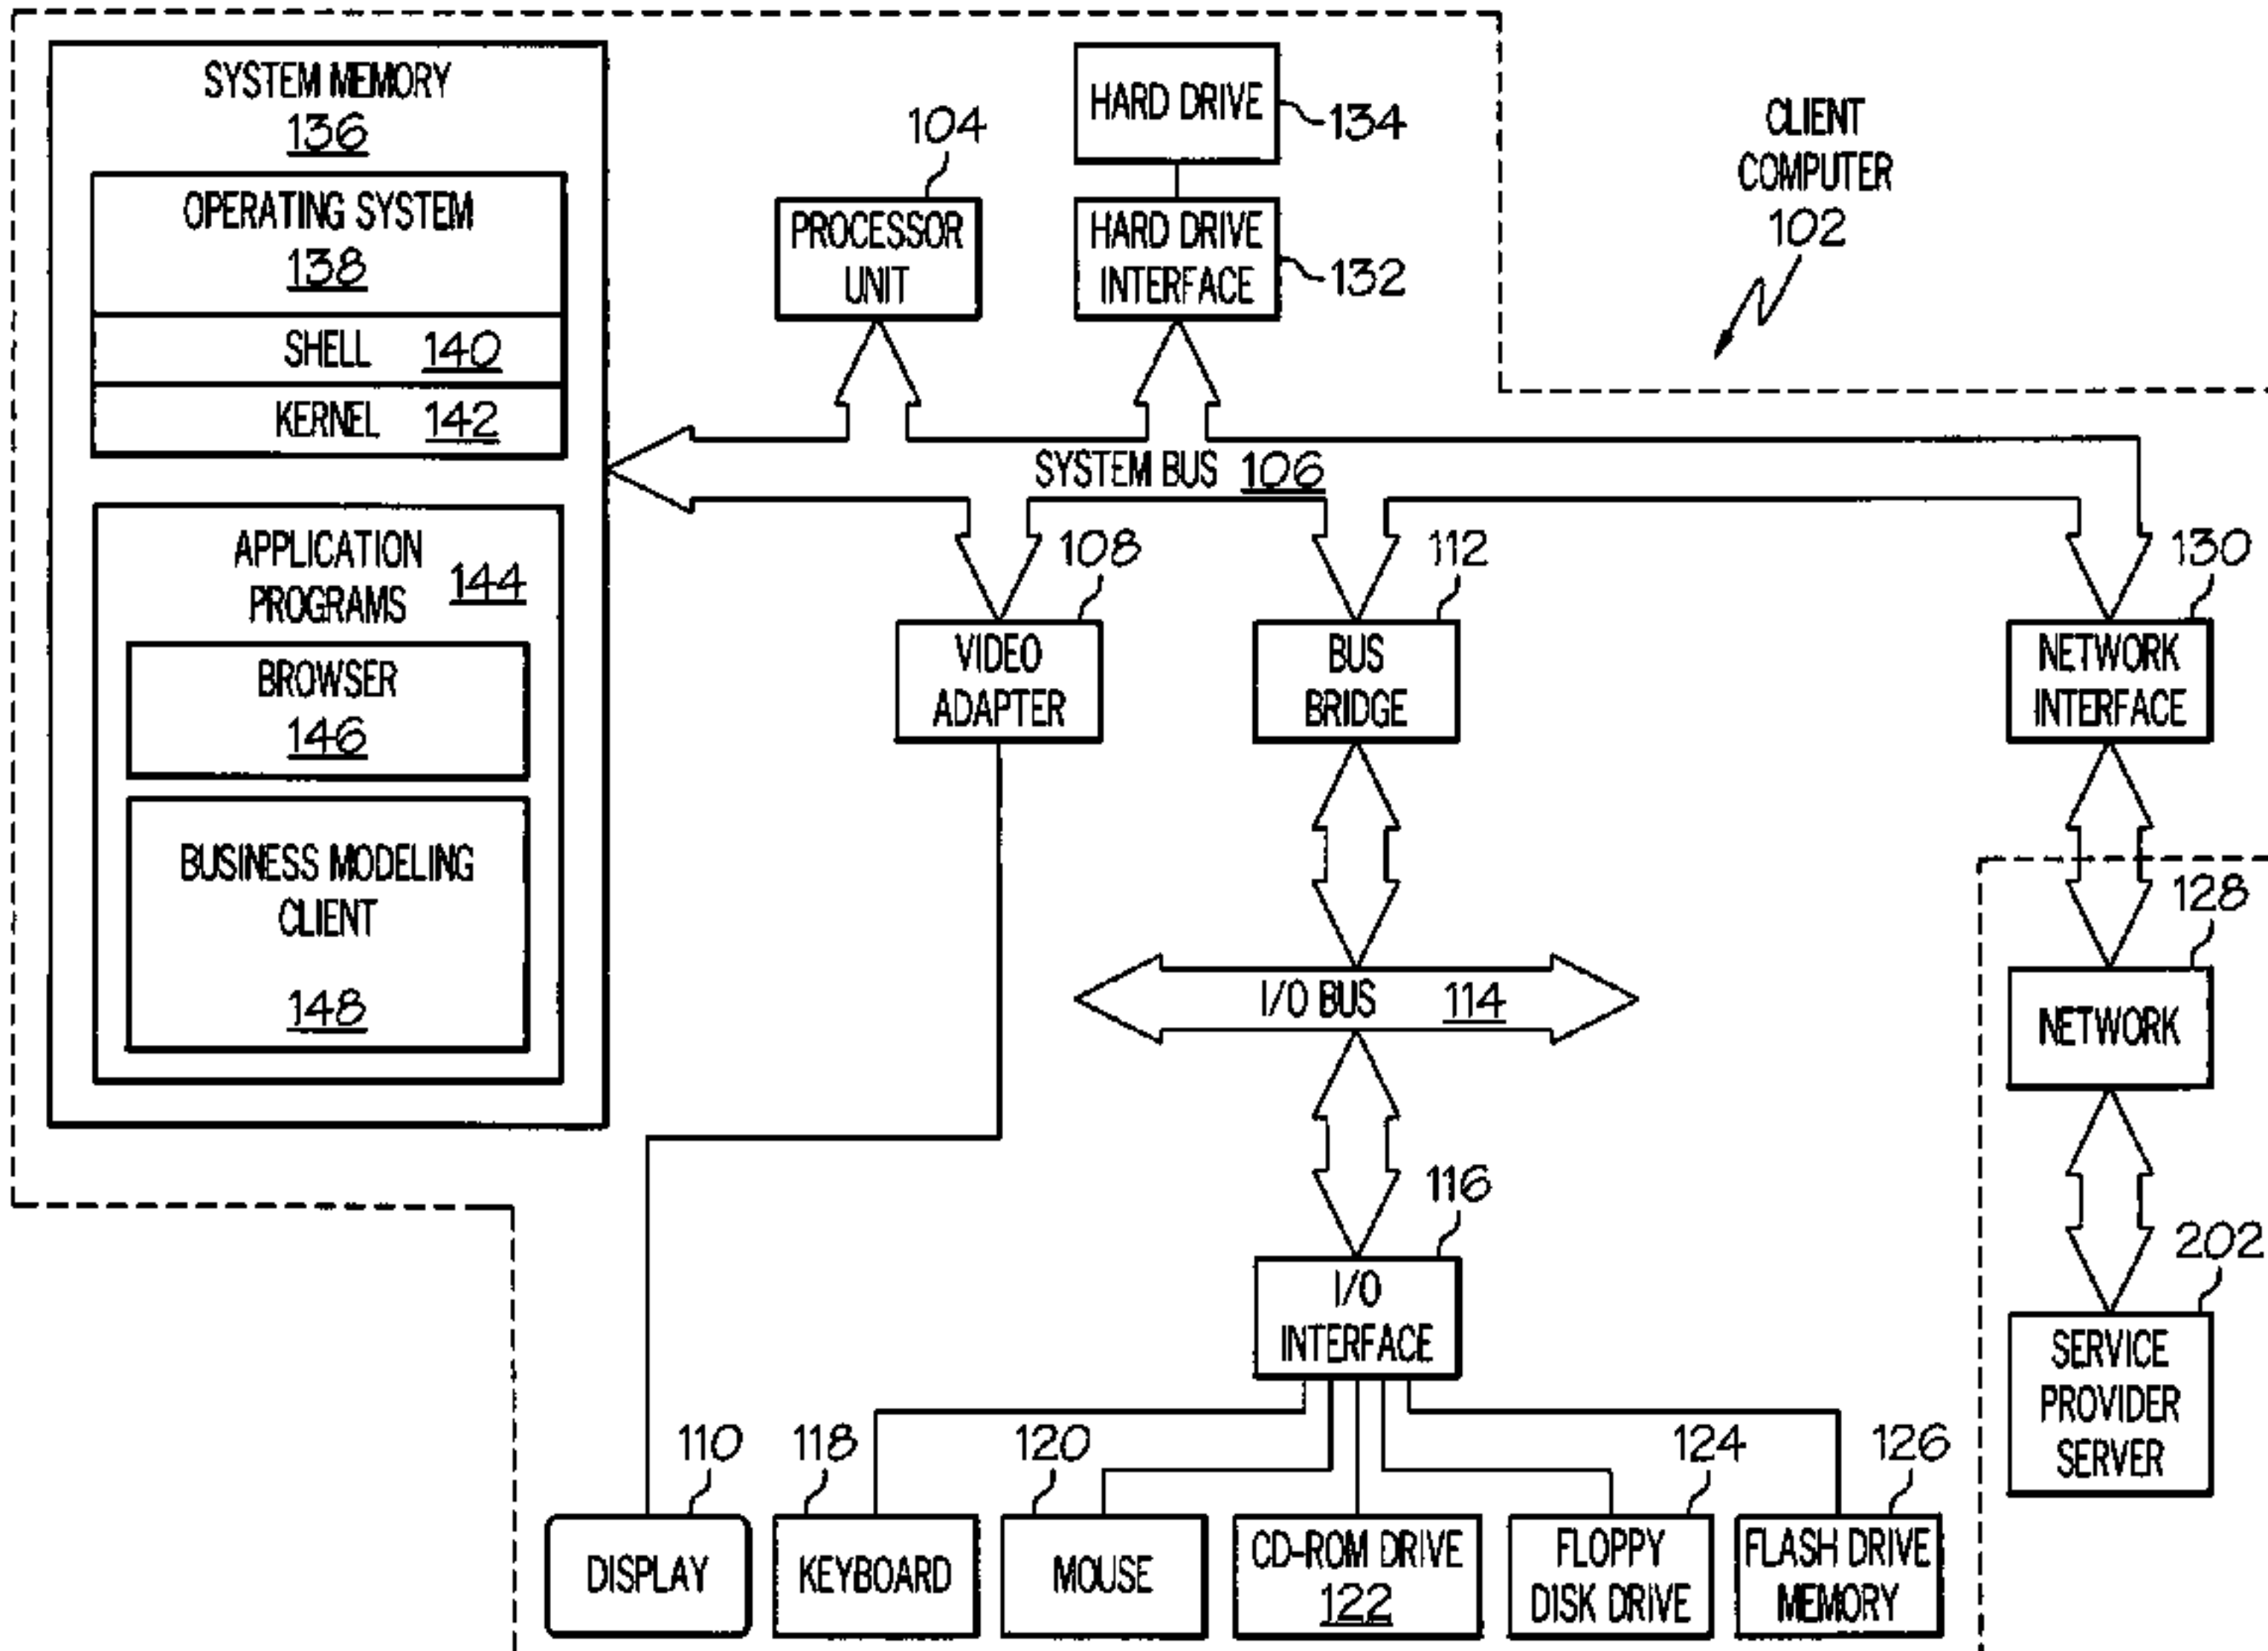 SYSTEM MEMORY
136
OPERATING SYSTEM
138
SHELL 140
KERNEL 142
APPLICATION
PROGRAMS
144
BROWSER
146
BUSINESS MODELING
CLIENT
148
104
PROCESSOR
UNIT
HARD DRIVE
134
HARD DRIVE
INTERFACE
132
CLIENT
COMPUTER
102
SYSTEM BUS 106
108
VIDEO
ADAPTER
112
BUS
BRIDGE
130
NETWORK
INTERFACE
I/O BUS 114
128
NETWORK
116
I/O
INTERFACE
202
SERVICE
PROVIDER
SERVER
110
DISPLAY
118
KEYBOARD
120
MOUSE
CD-ROM DRIVE
122
124
FLOPPY
DISK DRIVE
126
FLASH DRIVE
MEMORY